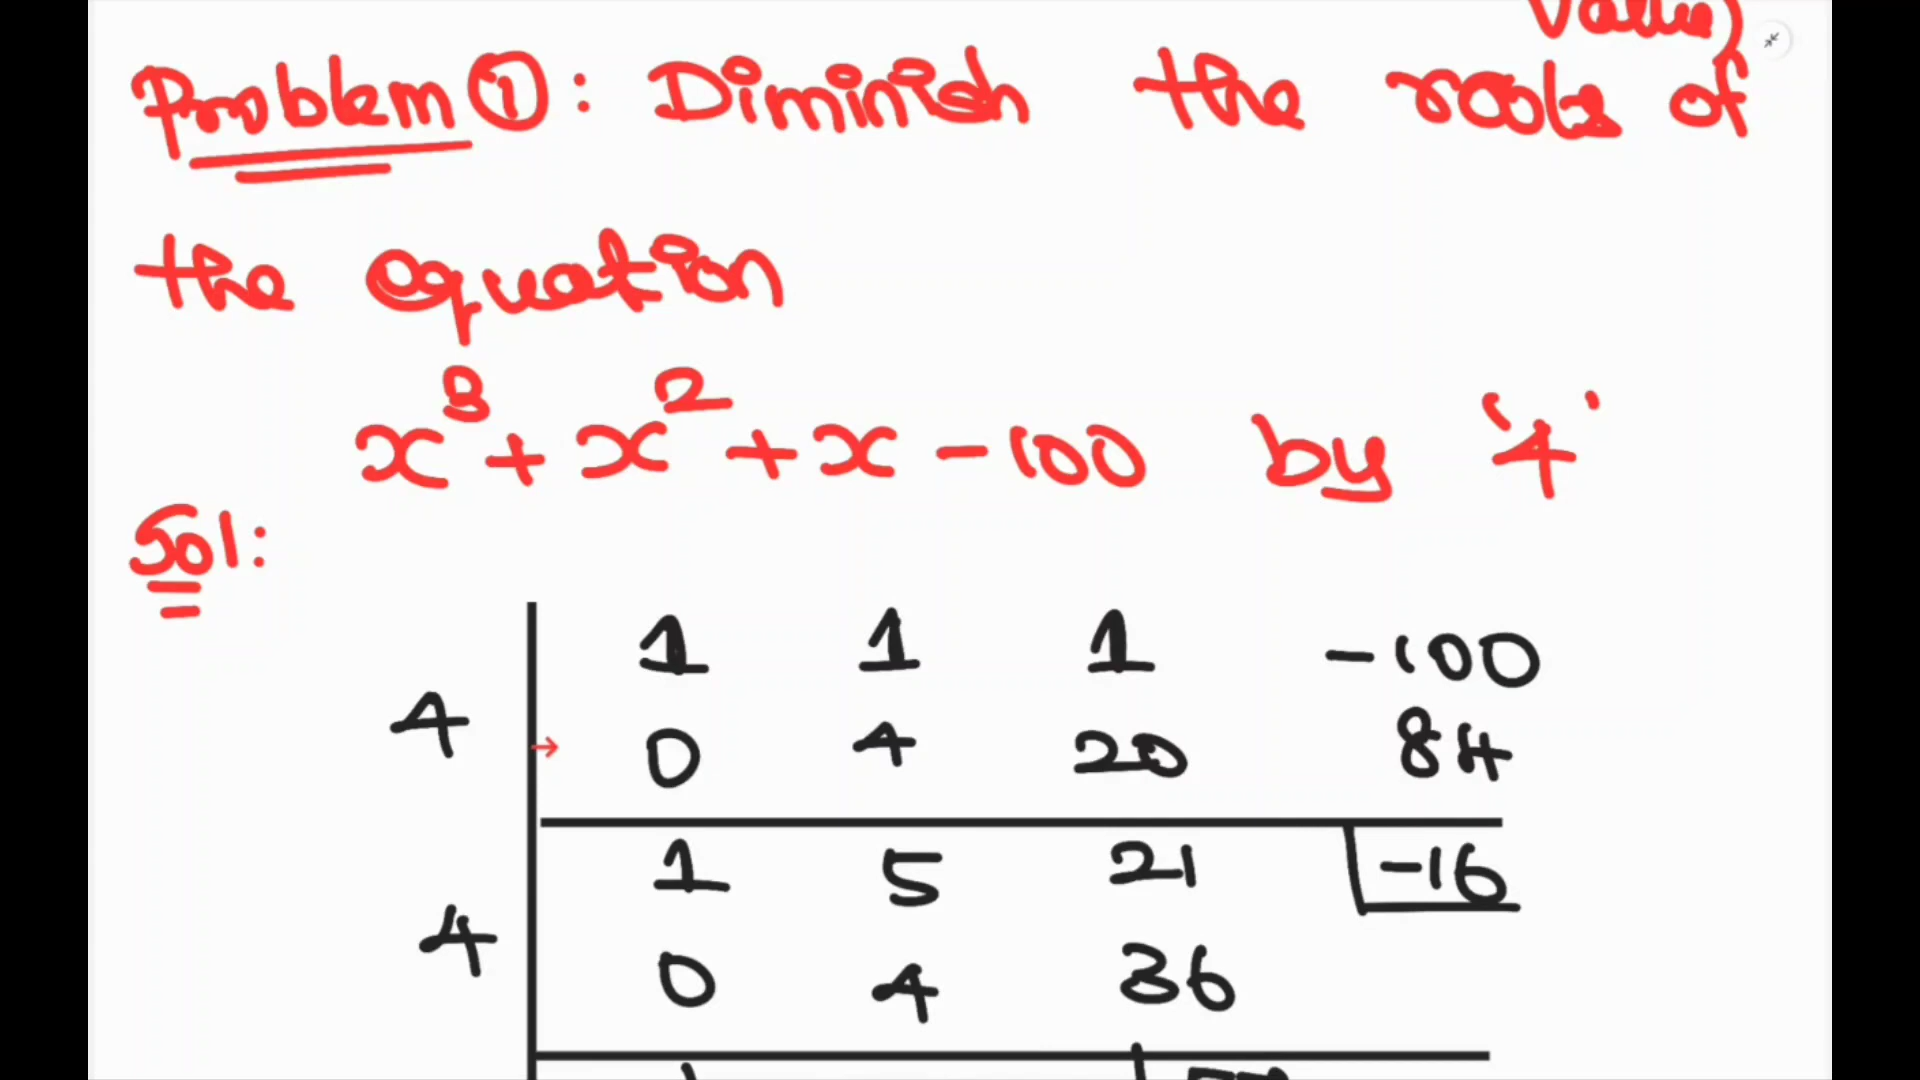 Value)
Problem ①: Diminish the roots of
the equation
x³ + x² + x - 100 by '4'
Sol:
1 1 1 -100
4 → 0 4 20 84
1 5 21 -16
4 0 4 36